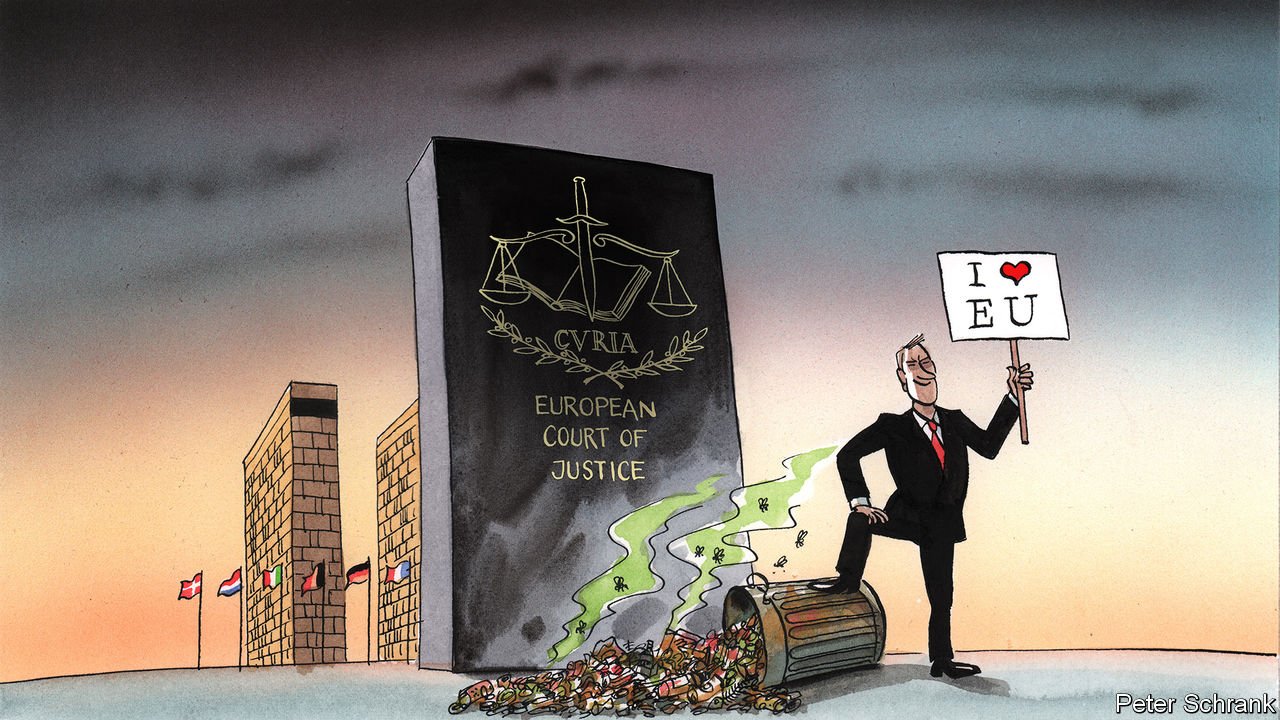 CVRIA
EUROPEAN
COURT OF
JUSTICE
I ❤
EU
Peter Schrank